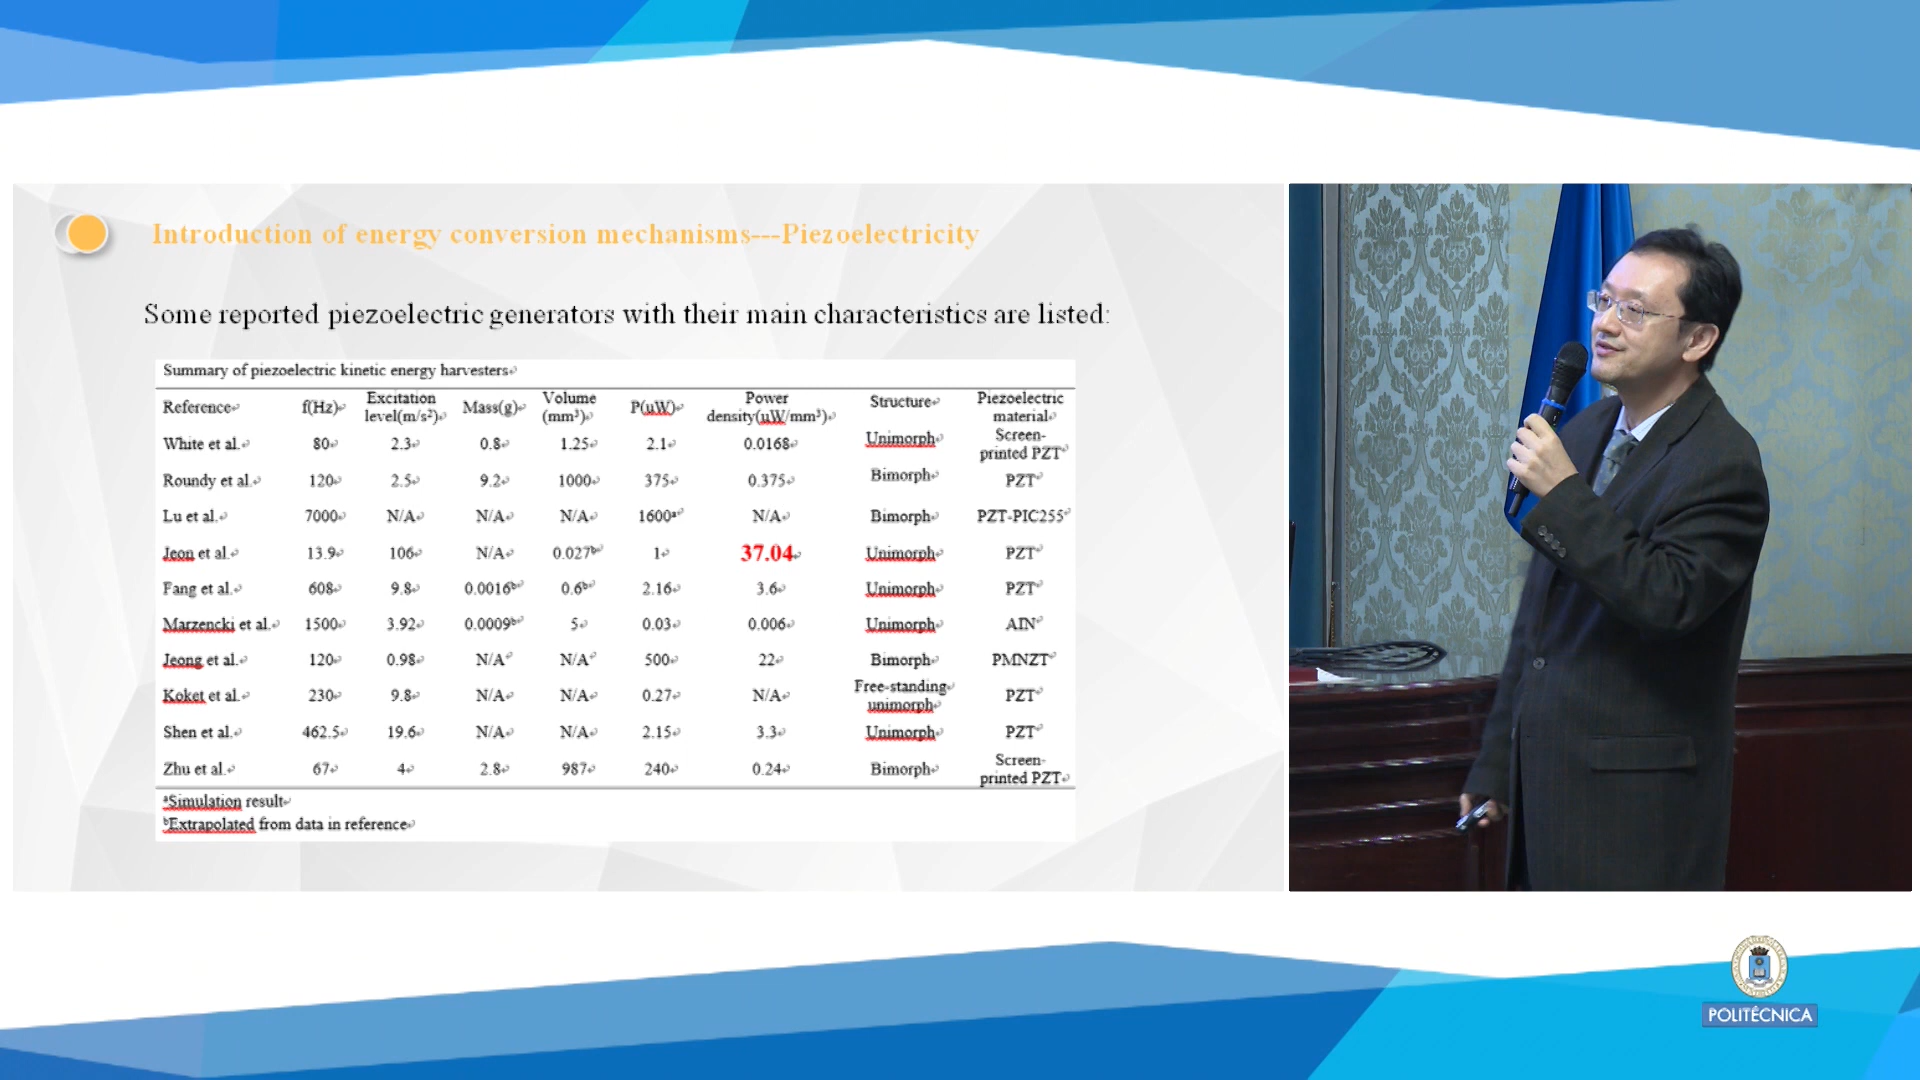 Introduction of energy conversion mechanisms---Piezoelectricity
Some reported piezoelectric generators with their main characteristics are listed:
Summary of piezoelectric kinetic energy harvesters
Reference f(Hz) Excitation level(m/s²) Mass(g) Volume (mm³) P(uW) Power density(uW/mm³) Structure Piezoelectric material
White et al. 80 2.3 0.8 1.25 2.1 0.0168 Unimorph Screen-printed PZT
Roundy et al. 120 2.5 9.2 1000 375 0.375 Bimorph PZT
Lu et al. 7000 N/A N/A N/A 1600ᵃ N/A Bimorph PZT-PIC255
Jeon et al. 13.9 106 N/A 0.027ᵇ 1 37.04 Unimorph PZT
Fang et al. 608 9.8 0.0016ᵇ 0.6ᵇ 2.16 3.6 Unimorph PZT
Marzencki et al. 1500 3.92 0.0009ᵇ 5 0.03 0.006 Unimorph AIN
Jeong et al. 120 0.98 N/A N/A 500 22 Bimorph PMNZT
Koket et al. 230 9.8 N/A N/A 0.27 N/A Free-standing unimorph PZT
Shen et al. 462.5 19.6 N/A N/A 2.15 3.3 Unimorph PZT
Zhu et al. 67 4 2.8 987 240 0.24 Bimorph Screen-printed PZT
ᵃSimulation result
ᵇExtrapolated from data in reference
POLITÉCNICA